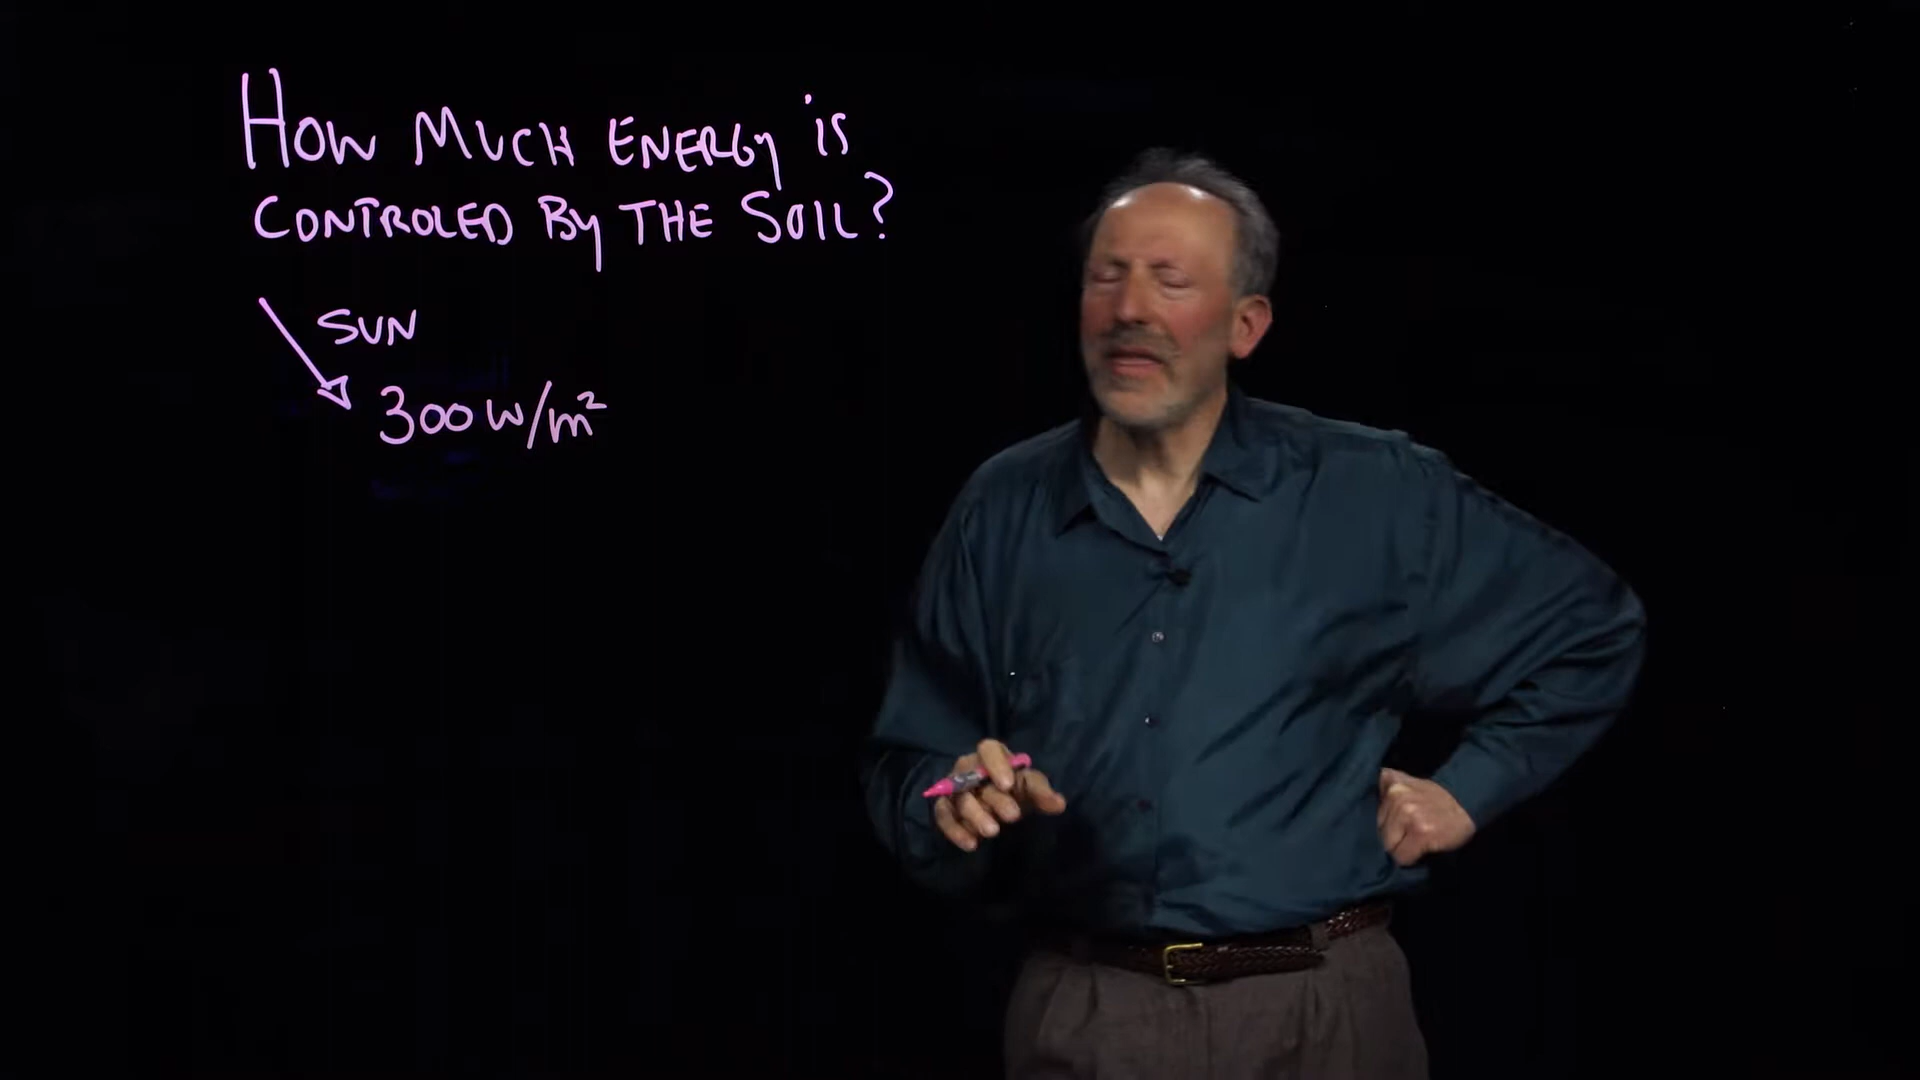 HOW MUCH ENERGY is
CONTROLED By THE SOIL?
SUN
300 W/m²